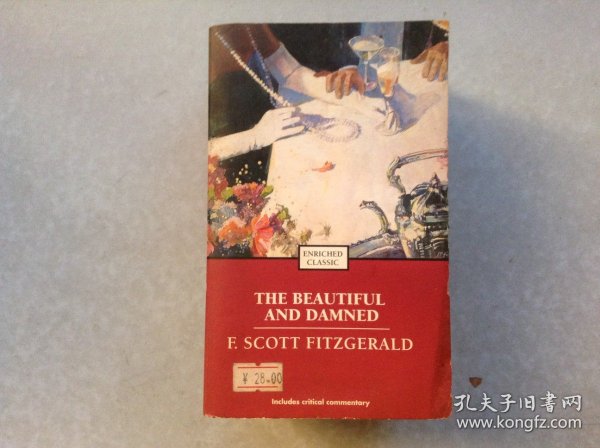 ENRICHED
CLASSIC
THE BEAUTIFUL
AND DAMNED
F. SCOTT FITZGERALD
¥ 28.00
Includes critical commentary
孔夫子旧书网
www.kongfz.com